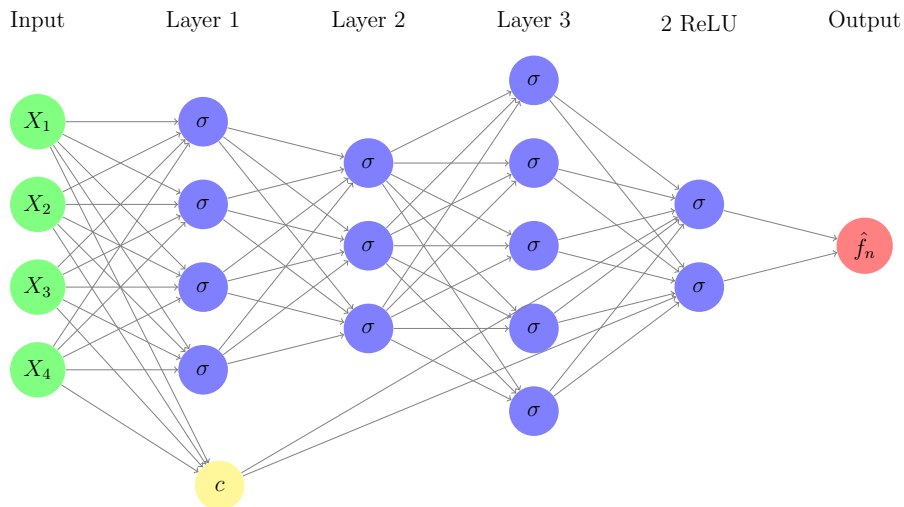 Input Layer 1 Layer 2 Layer 3 2 ReLU Output
σ
X₁ σ
σ σ
X₂ σ σ
σ σ f̂ₙ
X₃ σ σ
σ σ
X₄ σ
σ
c